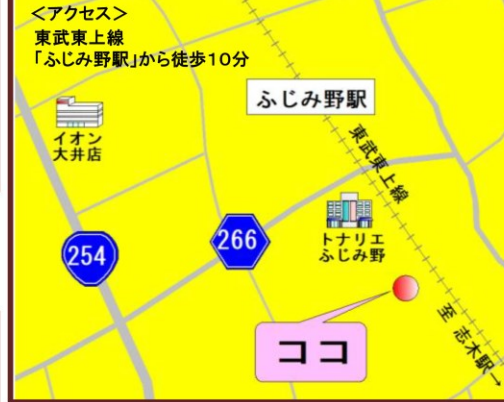 ＜アクセス＞
東武東上線
「ふじみ野駅」から徒歩１０分
ふじみ野駅
イオン
大井店
東武東上線
266
トナリエ
ふじみ野
254
ココ
至 志木駅→